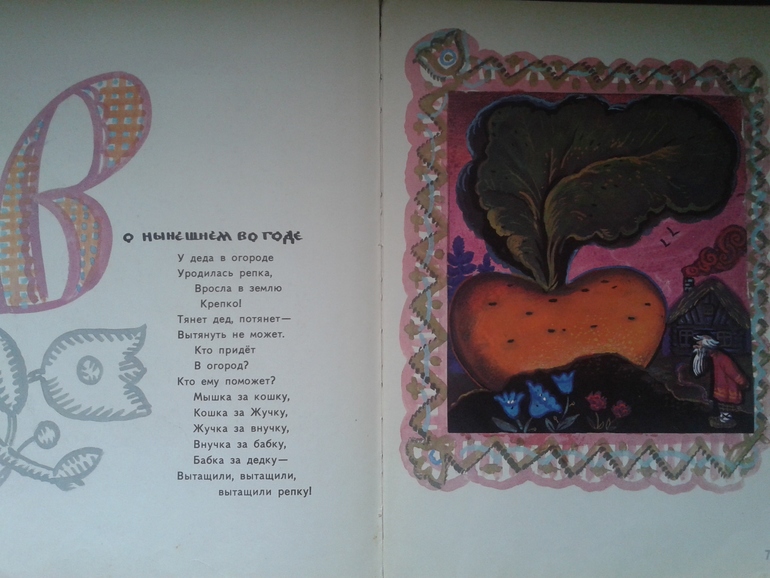 Во нынешнем во годе
У деда в огороде
Уродилась репка,
Вросла в землю
Крепко!
Тянет дед, потянет—
Вытянуть не может.
Кто придёт
В огород?
Кто ему поможет?
Мышка за кошку,
Кошка за Жучку,
Жучка за внучку,
Внучка за бабку,
Бабка за дедку—
Вытащили, вытащили,
вытащили репку!
7